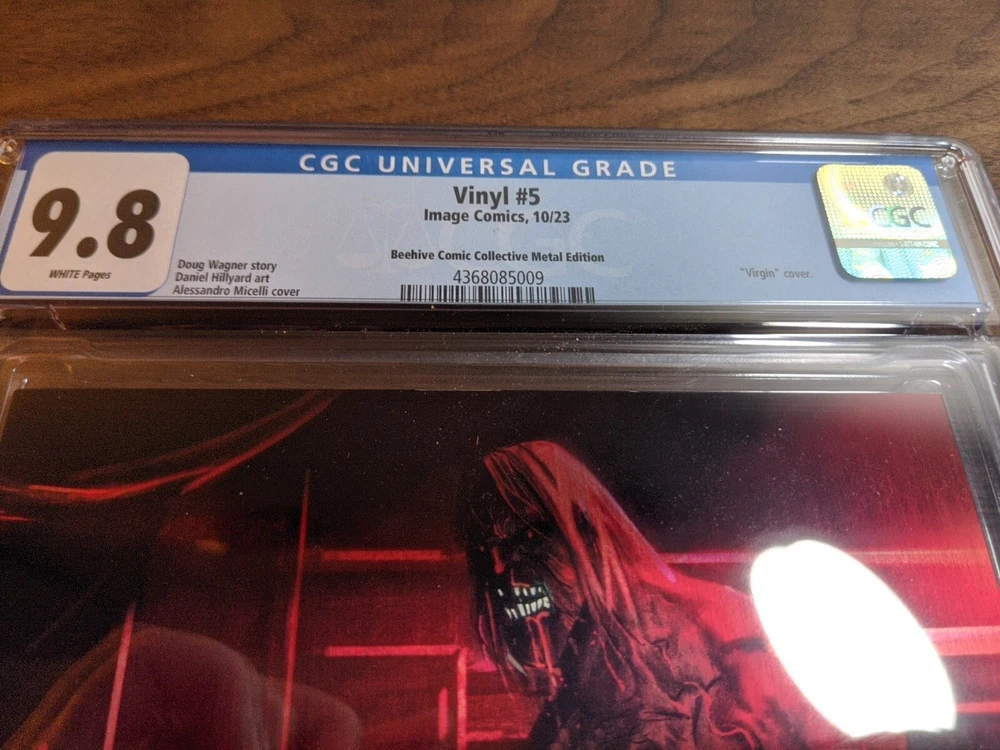 CGC UNIVERSAL GRADE
9.8
WHITE Pages
Vinyl #5
Image Comics, 10/23
Beehive Comic Collective Metal Edition
4368085009
Doug Wagner story
Daniel Hillyard art
Alessandro Micelli cover
"Virgin" cover.
CGC